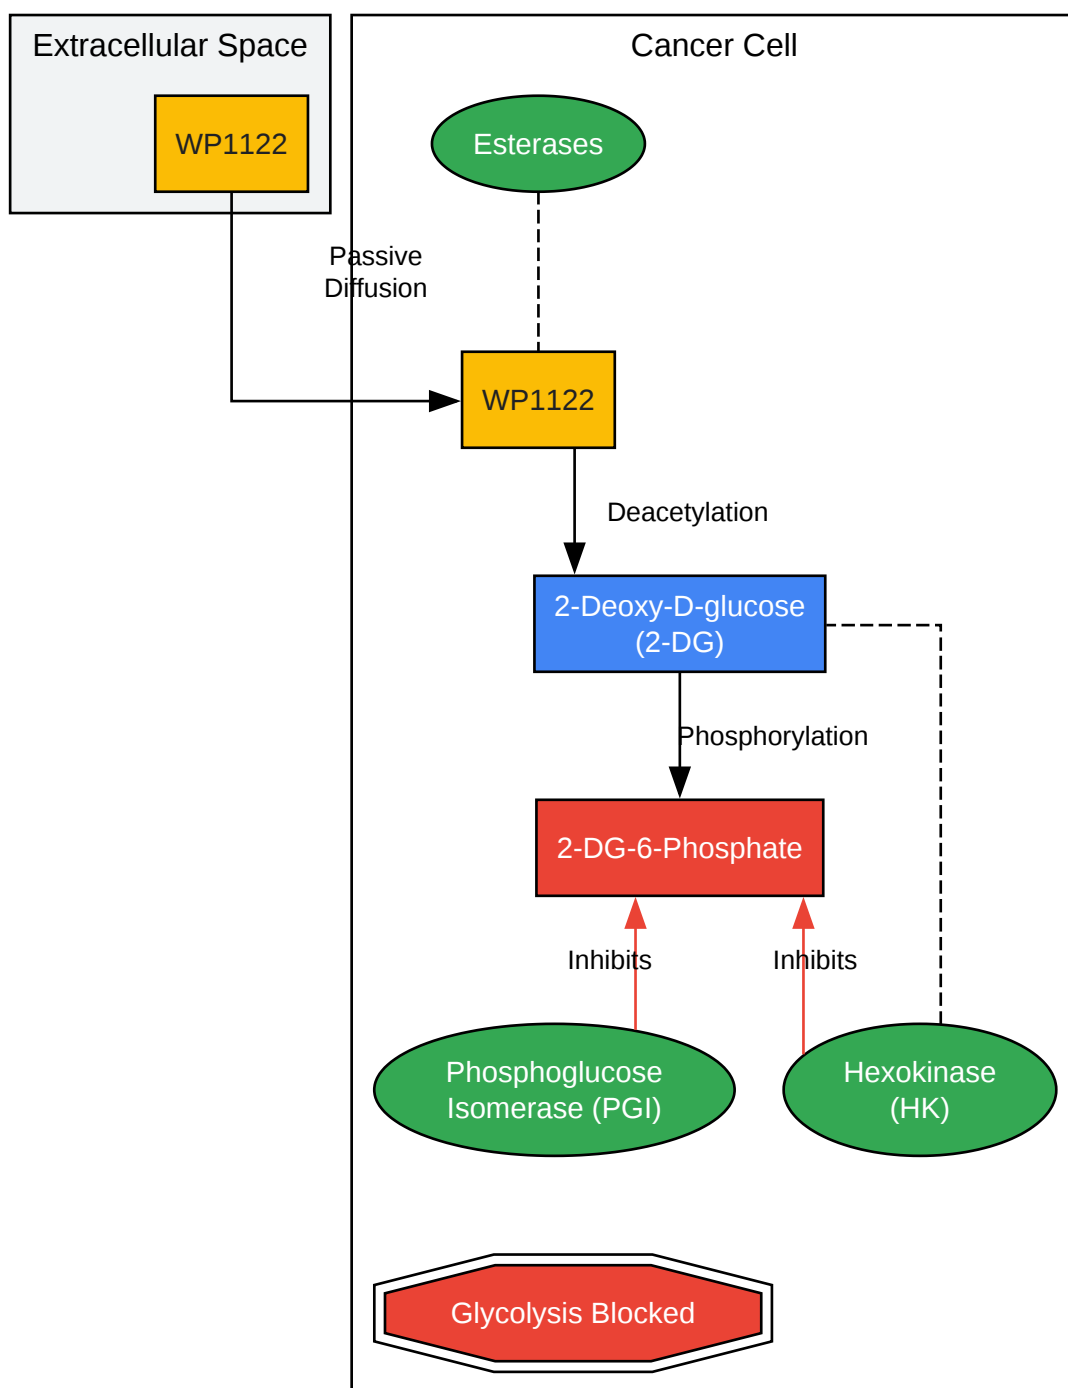 Extracellular Space
Cancer Cell
WP1122
Esterases
Passive
Diffusion
WP1122
Deacetylation
2-Deoxy-D-glucose
(2-DG)
Phosphorylation
2-DG-6-Phosphate
Inhibits
Inhibits
Phosphoglucose
Isomerase (PGI)
Hexokinase
(HK)
Glycolysis Blocked